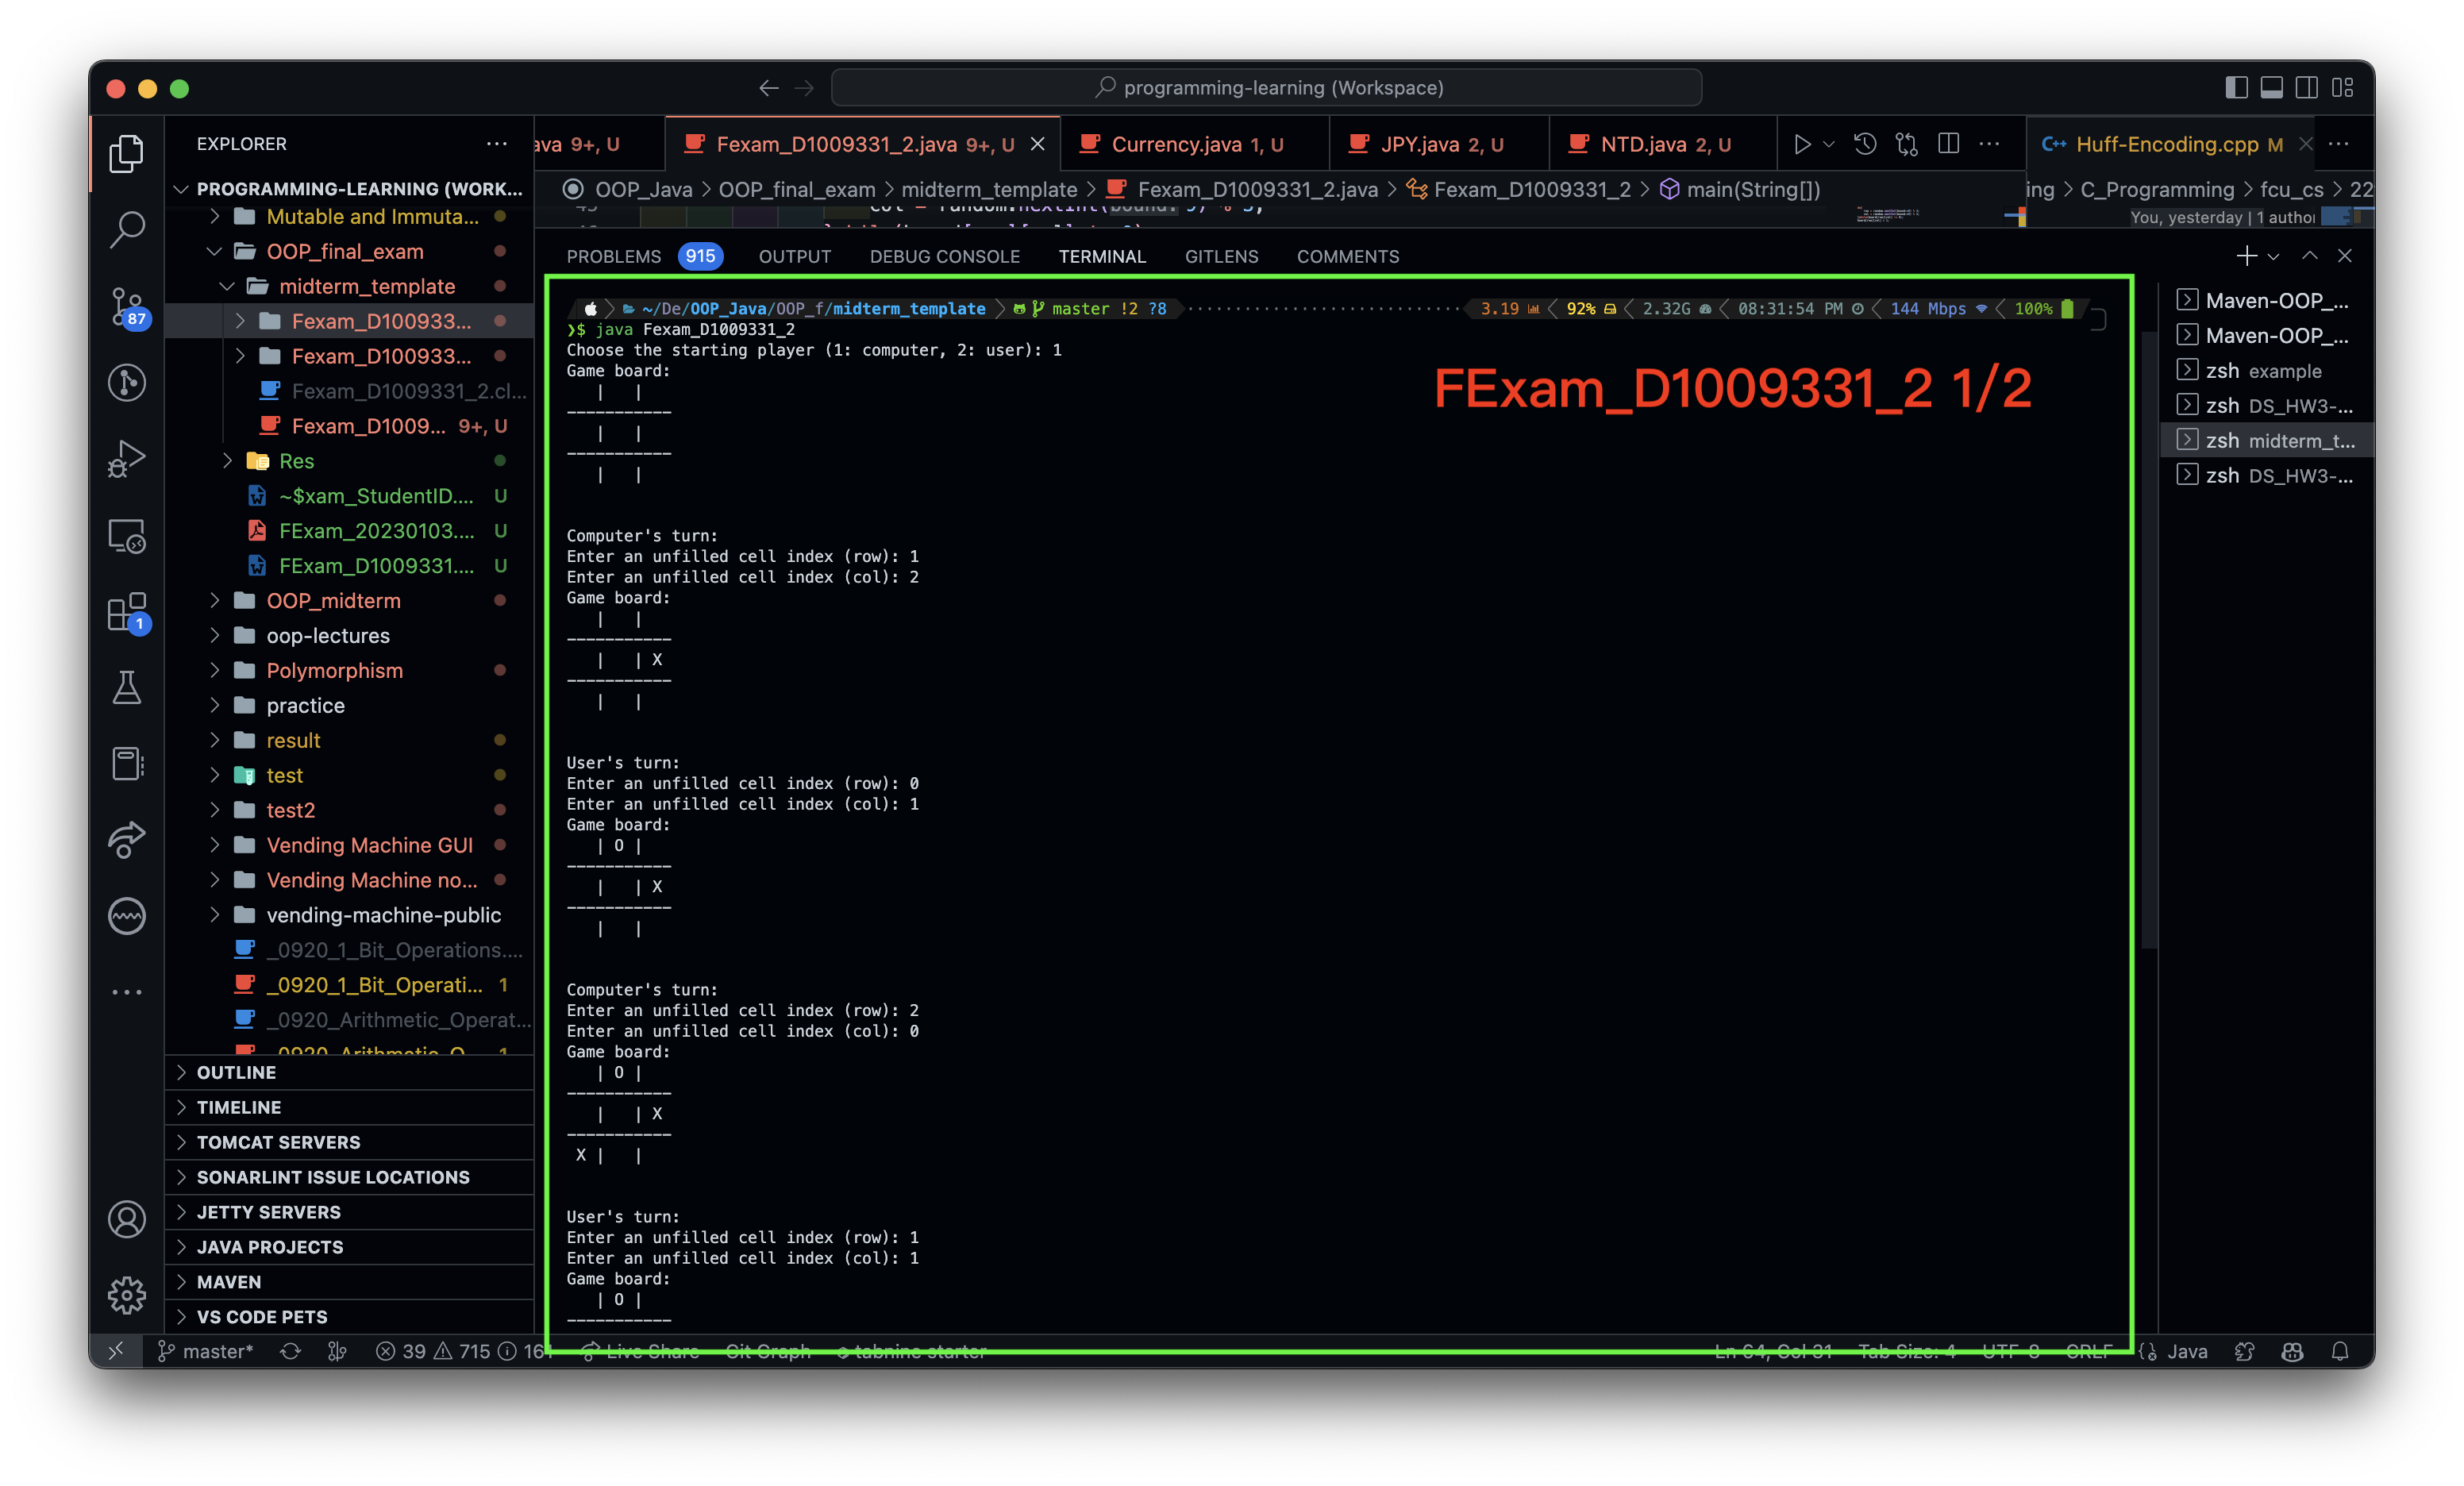 programming-learning (Workspace)
EXPLORER
PROGRAMMING-LEARNING (WORK...
Mutable and Immuta...
OOP_final_exam
midterm_template
Fexam_D100933...
Fexam_D100933...
Fexam_D1009331_2.cl...
Fexam_D1009... 9+, U
Res
~$xam_StudentID.... U
FExam_20230103.... U
FExam_D1009331.... U
OOP_midterm
oop-lectures
Polymorphism
practice
result
test
test2
Vending Machine GUI
Vending Machine no...
vending-machine-public
_0920_1_Bit_Operations....
_0920_1_Bit_Operati... 1
_0920_Arithmetic_Operat...
_0920_Arithmetic_O... 1
OUTLINE
TIMELINE
TOMCAT SERVERS
SONARLINT ISSUE LOCATIONS
JETTY SERVERS
JAVA PROJECTS
MAVEN
VS CODE PETS
87
1
ava 9+, U
Fexam_D1009331_2.java 9+, U
Currency.java 1, U
JPY.java 2, U
NTD.java 2, U
Huff-Encoding.cpp M
OOP_Java > OOP_final_exam > midterm_template > Fexam_D1009331_2.java > Fexam_D1009331_2 > main(String[])
ing > C_Programming > fcu_cs > 22
You, yesterday | 1 author
PROBLEMS 915 OUTPUT DEBUG CONSOLE TERMINAL GITLENS COMMENTS
~/De/OOP_Java/OOP_f/midterm_template master !2 ?8 3.19 92% 2.32G 08:31:54 PM 144 Mbps 100%
❯$ java Fexam_D1009331_2
Choose the starting player (1: computer, 2: user): 1
Game board:
   |   |
-----------
   |   |
-----------
   |   |
Computer's turn:
Enter an unfilled cell index (row): 1
Enter an unfilled cell index (col): 2
Game board:
   |   |
-----------
   |   | X
-----------
   |   |
User's turn:
Enter an unfilled cell index (row): 0
Enter an unfilled cell index (col): 1
Game board:
   | O |
-----------
   |   | X
-----------
   |   |
Computer's turn:
Enter an unfilled cell index (row): 2
Enter an unfilled cell index (col): 0
Game board:
   | O |
-----------
   |   | X
-----------
 X |   |
User's turn:
Enter an unfilled cell index (row): 1
Enter an unfilled cell index (col): 1
Game board:
   | O |
-----------
FExam_D1009331_2 1/2
Maven-OOP_...
Maven-OOP_...
zsh example
zsh DS_HW3-...
zsh midterm_t...
zsh DS_HW3-...
master* 39 715 161 Live Share Git Graph tabnine starter Ln 64, Col 31 Tab Size: 4 UTF-8 CRLF Java